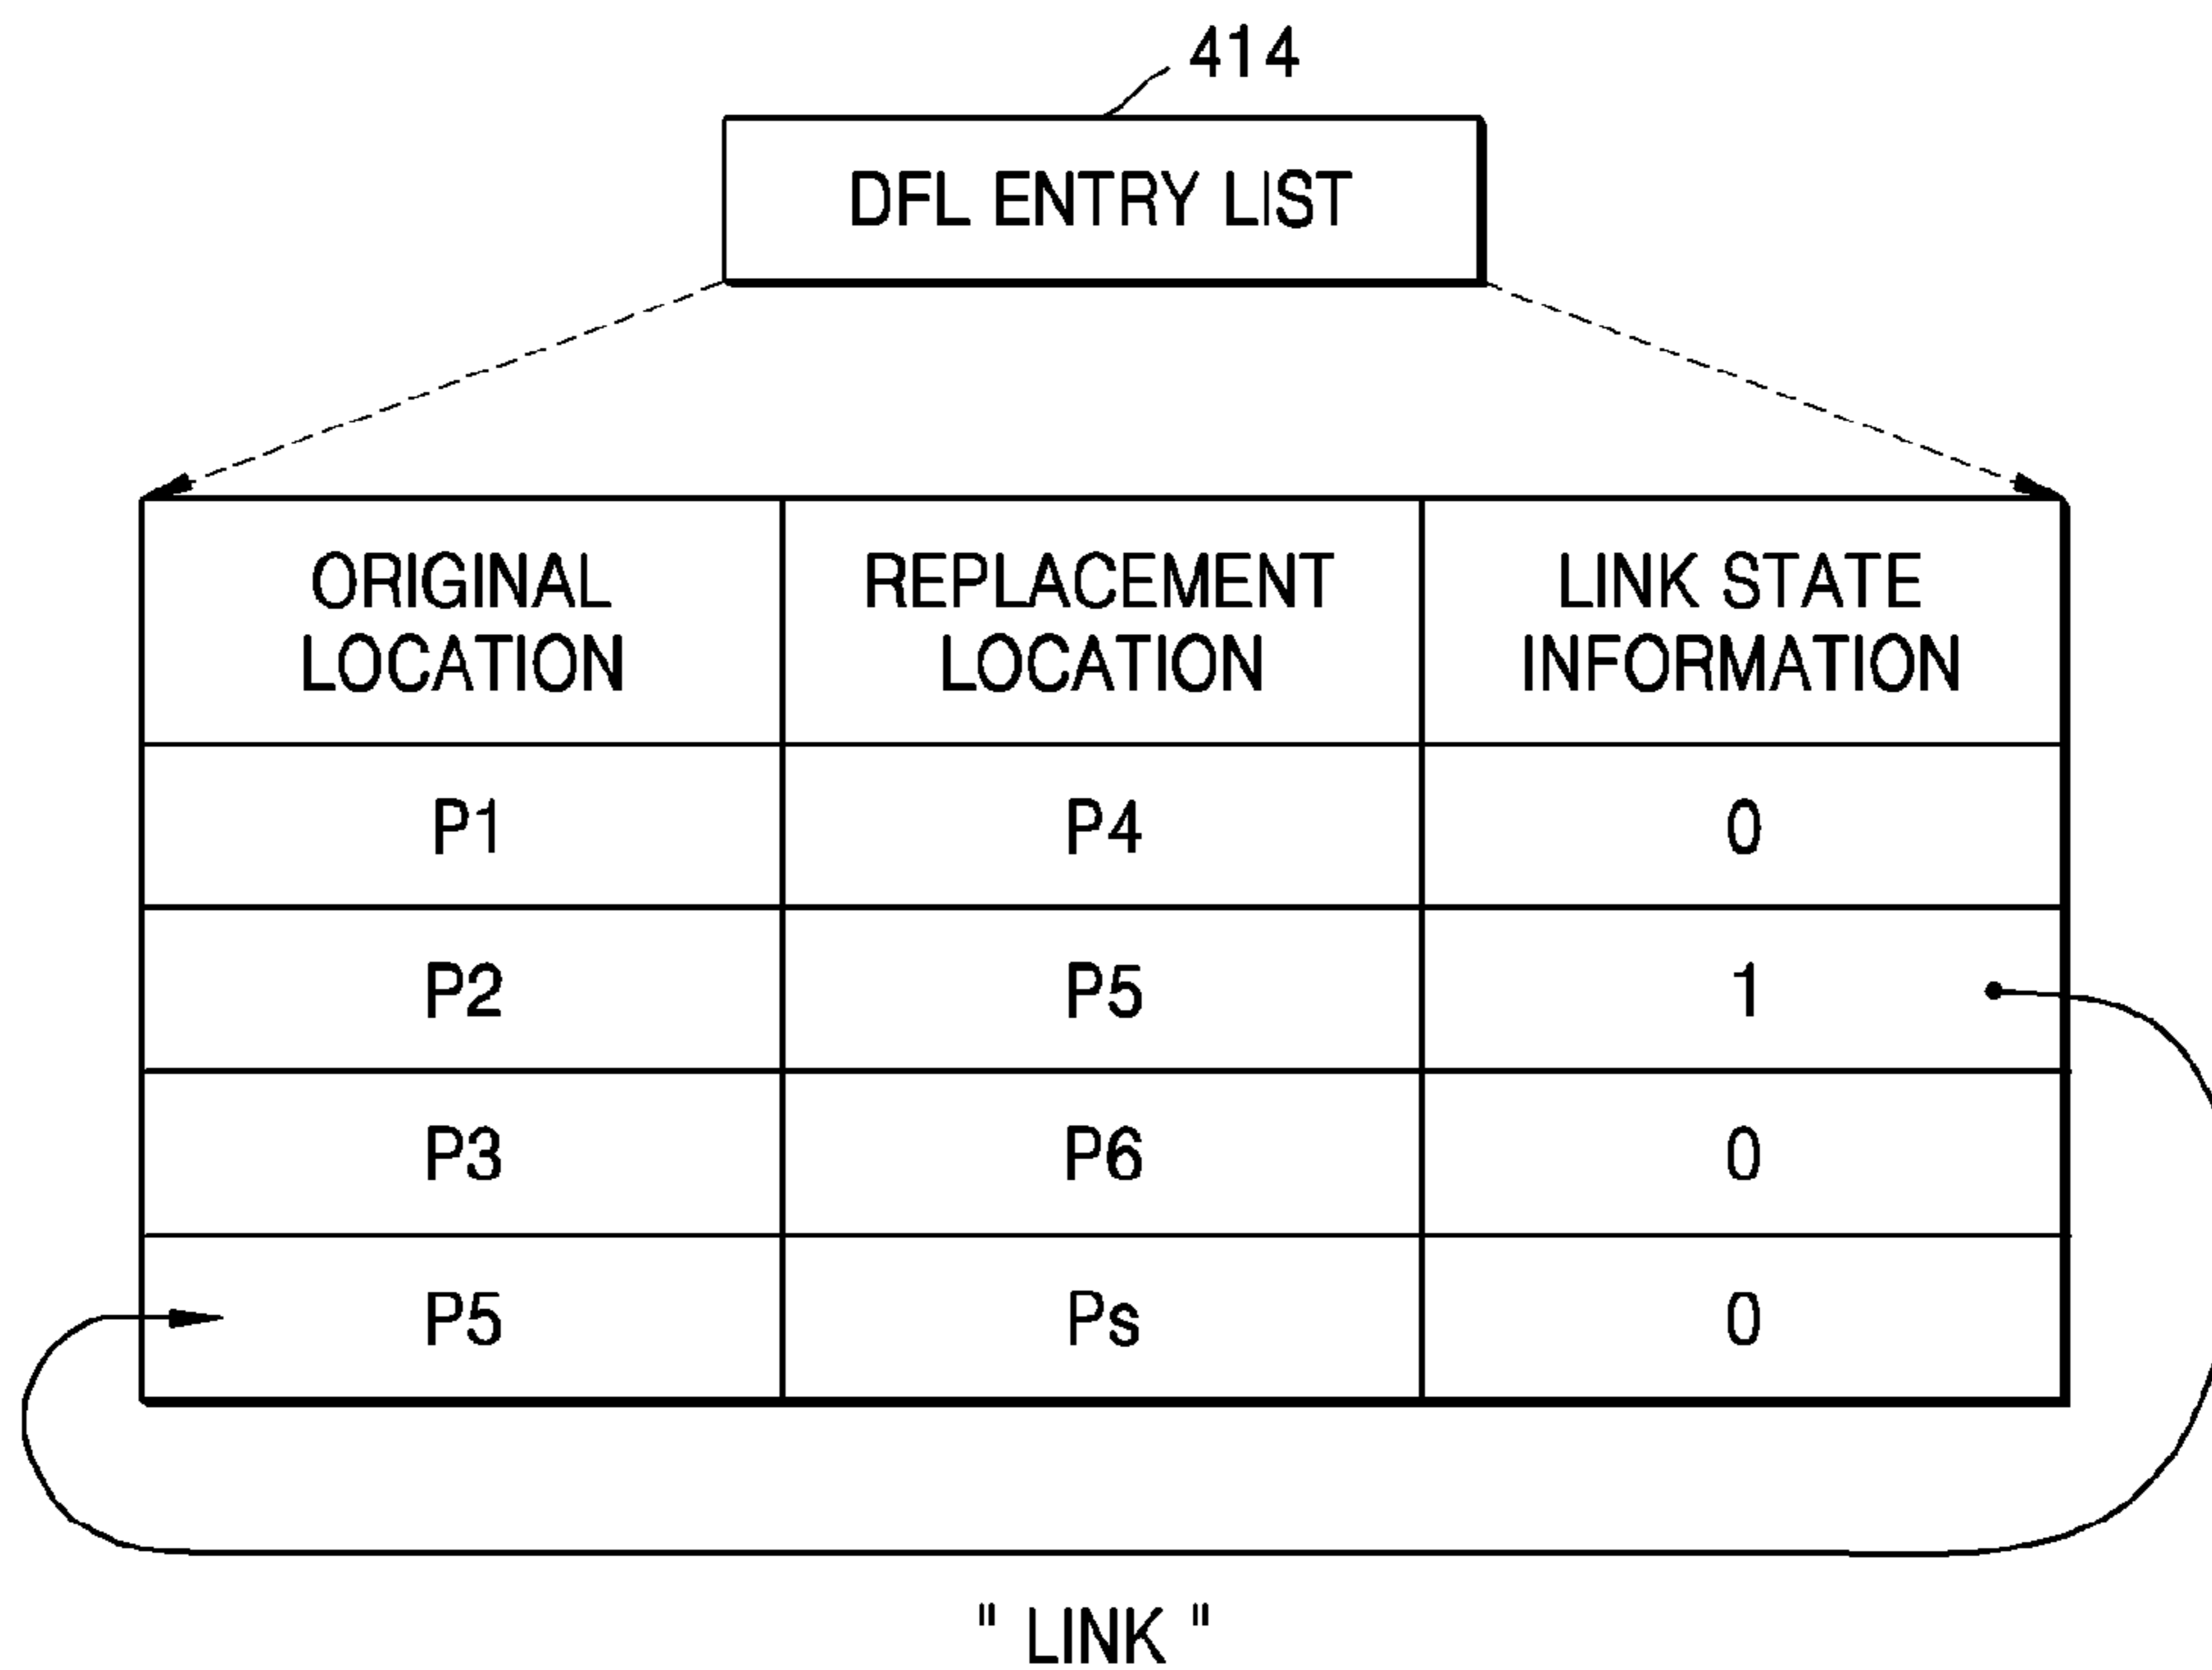 414
DFL ENTRY LIST
ORIGINAL LOCATION
REPLACEMENT LOCATION
LINK STATE INFORMATION
P1 P4 0
P2 P5 1
P3 P6 0
P5 Ps 0
" LINK "